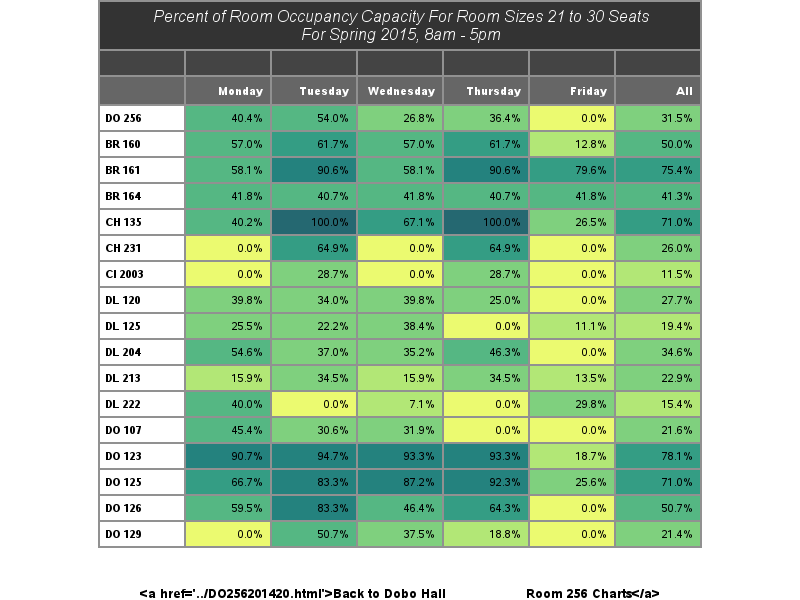 Percent of Room Occupancy Capacity For Room Sizes 21 to 30 Seats
For Spring 2015, 8am - 5pm
Monday Tuesday Wednesday Thursday Friday All
DO 256 40.4% 54.0% 26.8% 36.4% 0.0% 31.5%
BR 160 57.0% 61.7% 57.0% 61.7% 12.8% 50.0%
BR 161 58.1% 90.6% 58.1% 90.6% 79.6% 75.4%
BR 164 41.8% 40.7% 41.8% 40.7% 41.8% 41.3%
CH 135 40.2% 100.0% 67.1% 100.0% 26.5% 71.0%
CH 231 0.0% 64.9% 0.0% 64.9% 0.0% 26.0%
CI 2003 0.0% 28.7% 0.0% 28.7% 0.0% 11.5%
DL 120 39.8% 34.0% 39.8% 25.0% 0.0% 27.7%
DL 125 25.5% 22.2% 38.4% 0.0% 11.1% 19.4%
DL 204 54.6% 37.0% 35.2% 46.3% 0.0% 34.6%
DL 213 15.9% 34.5% 15.9% 34.5% 13.5% 22.9%
DL 222 40.0% 0.0% 7.1% 0.0% 29.8% 15.4%
DO 107 45.4% 30.6% 31.9% 0.0% 0.0% 21.6%
DO 123 90.7% 94.7% 93.3% 93.3% 18.7% 78.1%
DO 125 66.7% 83.3% 87.2% 92.3% 25.6% 71.0%
DO 126 59.5% 83.3% 46.4% 64.3% 0.0% 50.7%
DO 129 0.0% 50.7% 37.5% 18.8% 0.0% 21.4%
<a href='../DO256201420.html'>Back to Dobo Hall Room 256 Charts</a>